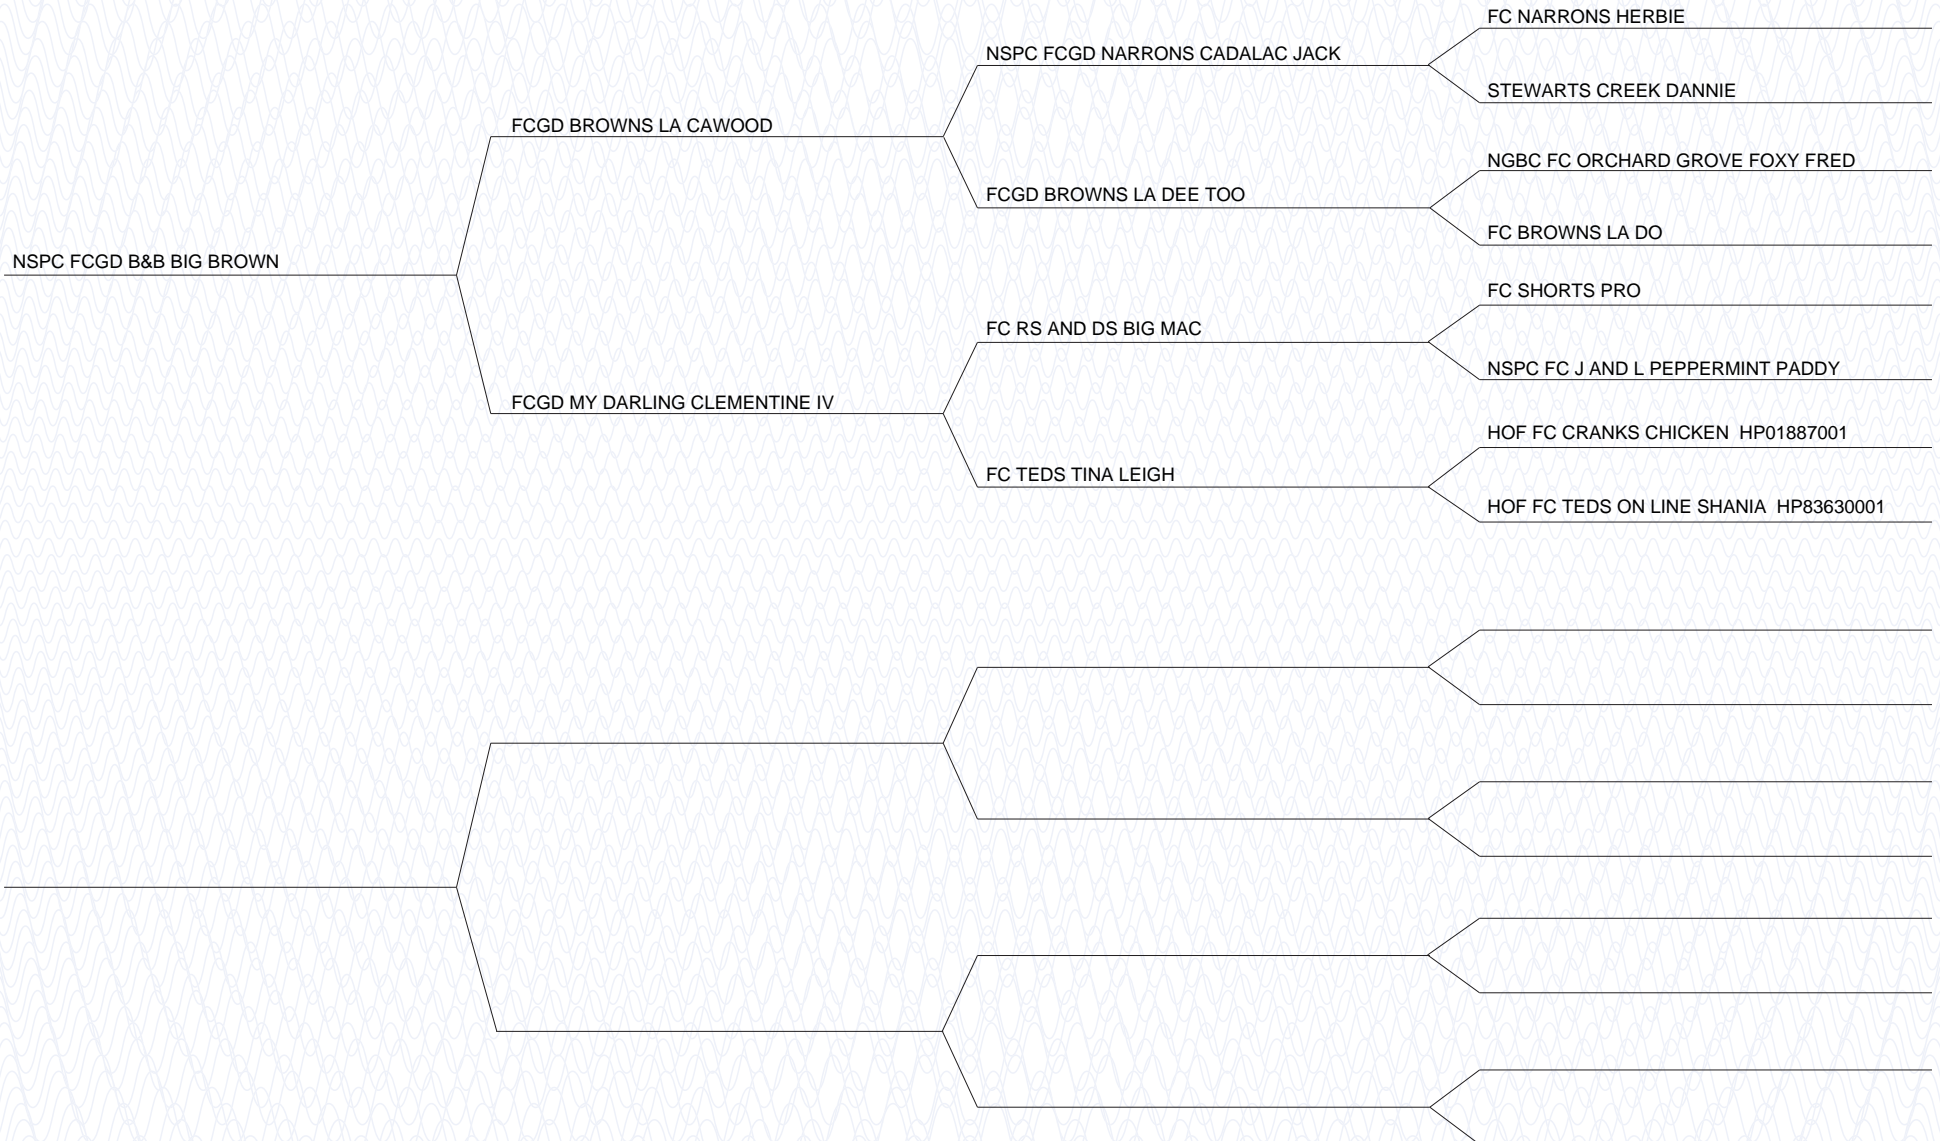 FC NARRONS HERBIE
NSPC FCGD NARRONS CADALAC JACK
STEWARTS CREEK DANNIE
FCGD BROWNS LA CAWOOD
NGBC FC ORCHARD GROVE FOXY FRED
FCGD BROWNS LA DEE TOO
FC BROWNS LA DO
NSPC FCGD B&B BIG BROWN
FC SHORTS PRO
FC RS AND DS BIG MAC
NSPC FC J AND L PEPPERMINT PADDY
FCGD MY DARLING CLEMENTINE IV
HOF FC CRANKS CHICKEN HP01887001
FC TEDS TINA LEIGH
HOF FC TEDS ON LINE SHANIA HP83630001